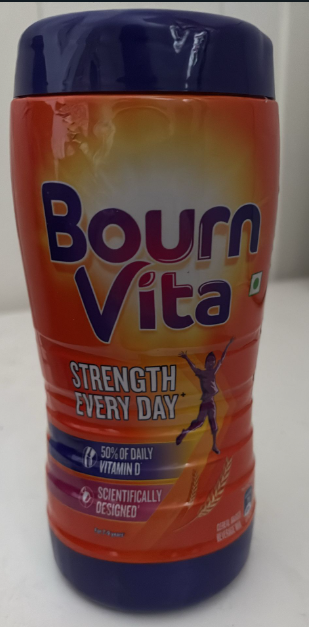 Bourn
Vita
STRENGTH
EVERY DAY
50% OF DAILY
VITAMIN D
SCIENTIFICALLY
DESIGNED